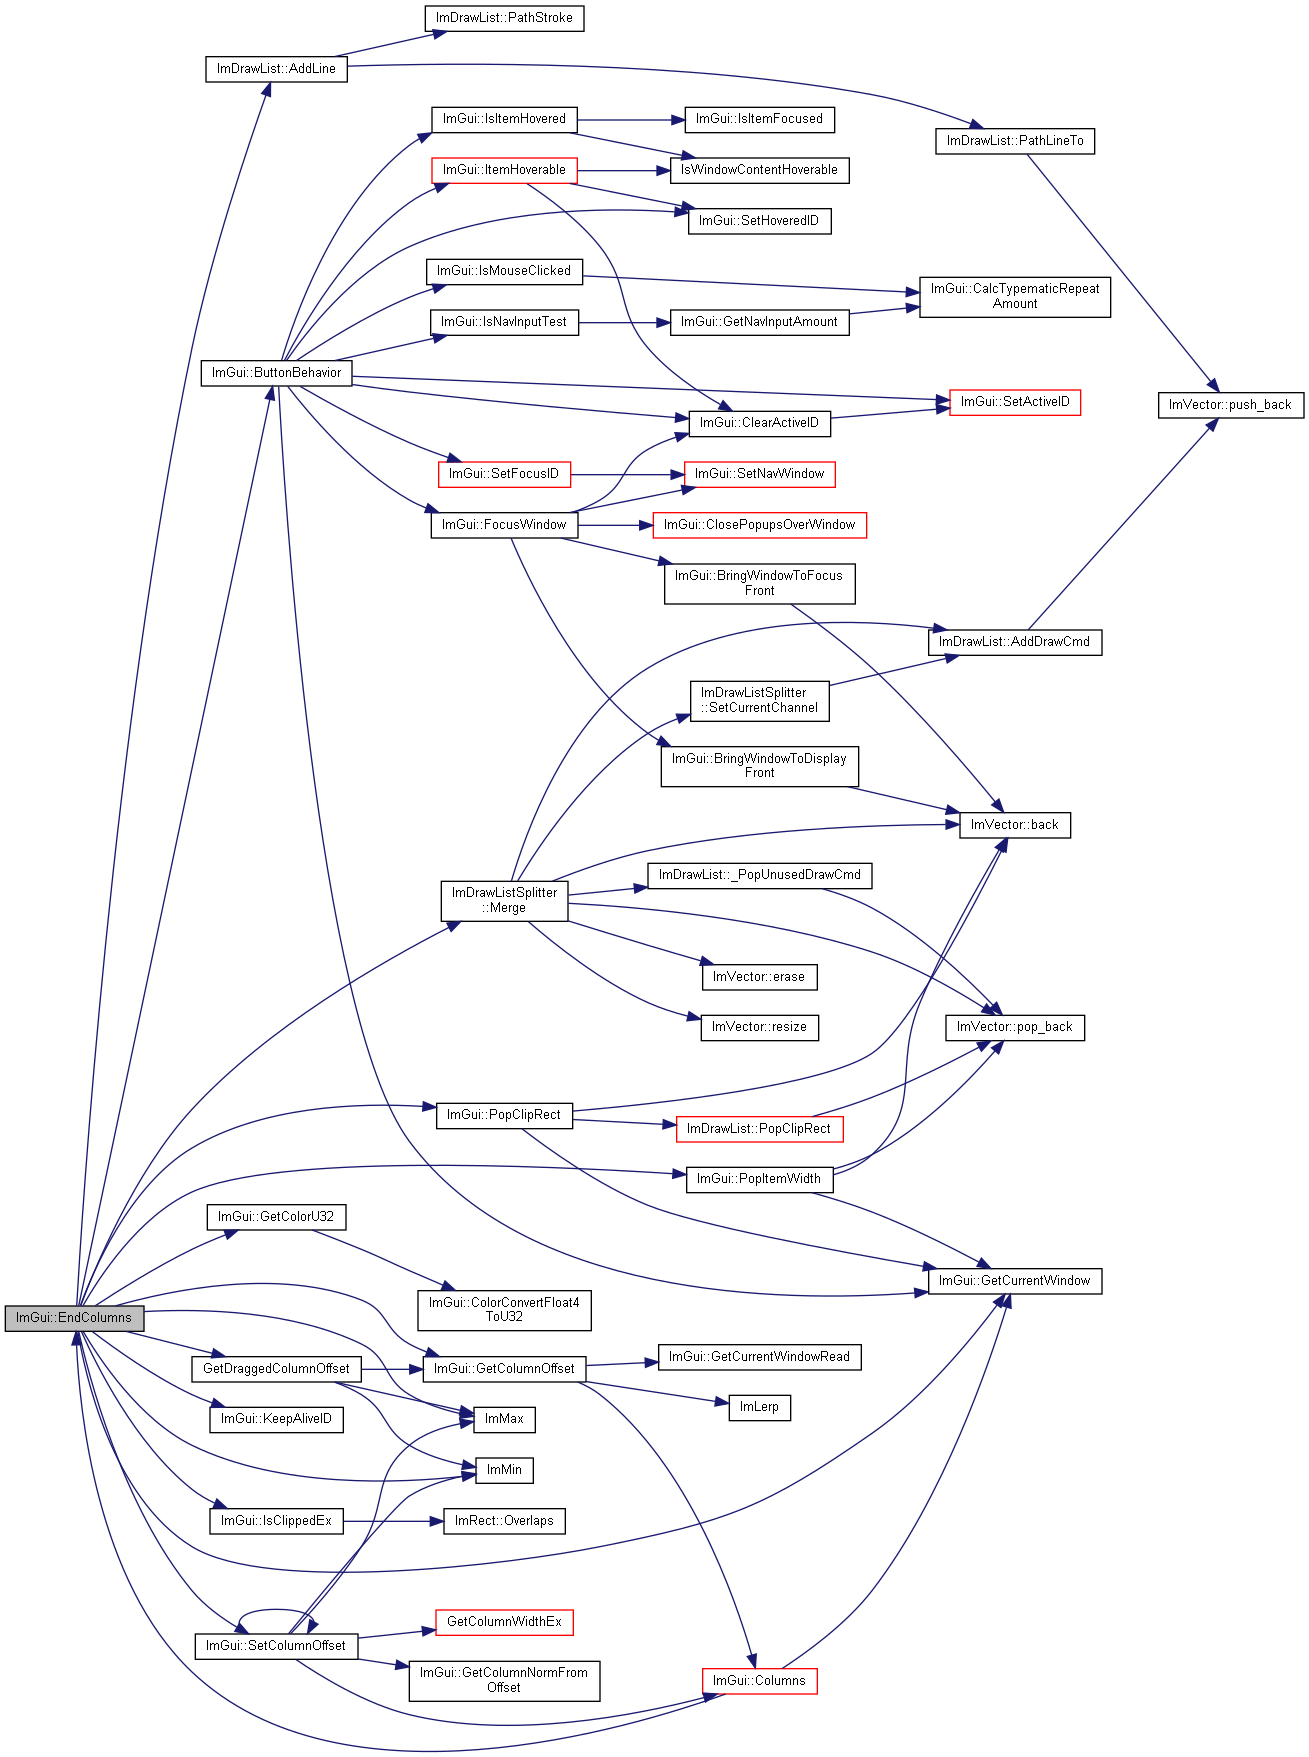 ImDrawList::PathStroke
ImDrawList::AddLine
ImGui::IsItemHovered
ImGui::IsItemFocused
ImDrawList::PathLineTo
ImGui::ItemHoverable
IsWindowContentHoverable
ImGui::SetHoveredID
ImGui::IsMouseClicked
ImGui::CalcTypematicRepeat
Amount
ImGui::IsNavInputTest
ImGui::GetNavInputAmount
ImGui::ButtonBehavior
ImGui::SetActiveID
ImVector::push_back
ImGui::ClearActiveID
ImGui::SetFocusID
ImGui::SetNavWindow
ImGui::FocusWindow
ImGui::ClosePopupsOverWindow
ImGui::BringWindowToFocus
Front
ImDrawList::AddDrawCmd
ImDrawListSplitter
::SetCurrentChannel
ImGui::BringWindowToDisplay
Front
ImVector::back
ImDrawList::_PopUnusedDrawCmd
ImDrawListSplitter
::Merge
ImVector::erase
ImVector::resize
ImVector::pop_back
ImGui::PopClipRect
ImDrawList::PopClipRect
ImGui::PopItemWidth
ImGui::GetColorU32
ImGui::GetCurrentWindow
ImGui::ColorConvertFloat4
ToU32
ImGui::EndColumns
ImGui::GetCurrentWindowRead
GetDraggedColumnOffset
ImGui::GetColumnOffset
ImLerp
ImGui::KeepAliveID
ImMax
ImMin
ImGui::IsClippedEx
ImRect::Overlaps
GetColumnWidthEx
ImGui::SetColumnOffset
ImGui::GetColumnNormFrom
Offset
ImGui::Columns